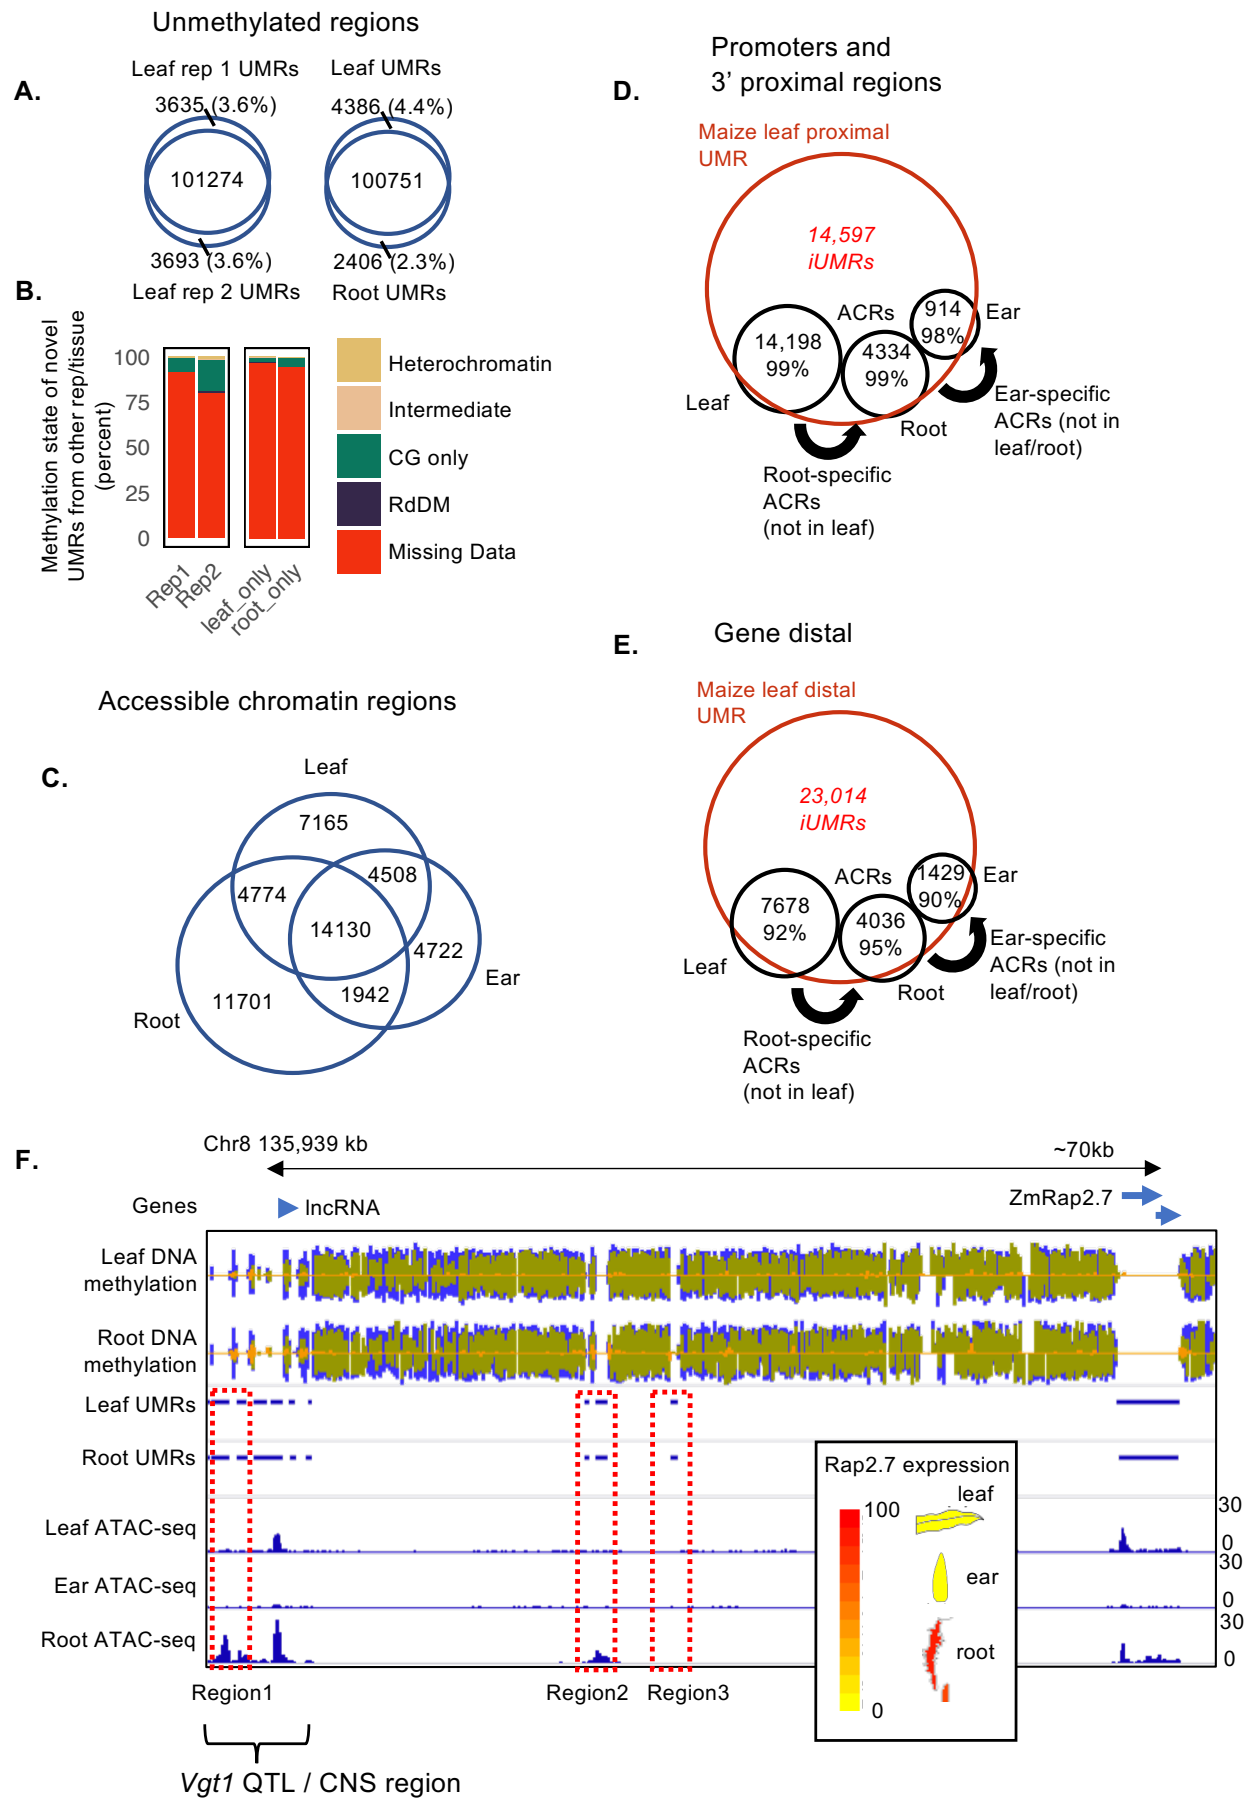 Unmethylated regions
A.
Leaf rep 1 UMRs
3635 (3.6%)
101274
3693 (3.6%)
Leaf rep 2 UMRs
Leaf UMRs
4386 (4.4%)
100751
2406 (2.3%)
Root UMRs
B.
Methylation state of novel
UMRs from other rep/tissue
(percent)
100
75
50
25
0
Rep1
Rep2
leaf_only
root_only
Heterochromatin
Intermediate
CG only
RdDM
Missing Data
Accessible chromatin regions
C.
Leaf
7165
4774
4508
14130
4722
11701
1942
Root
Ear
Promoters and
3' proximal regions
D.
Maize leaf proximal
UMR
14,597
iUMRs
ACRs
914
98%
Ear
14,198
99%
4334
99%
Leaf
Root
Root-specific
ACRs
(not in leaf)
Ear-specific
ACRs (not in
leaf/root)
Gene distal
E.
Maize leaf distal
UMR
23,014
iUMRs
ACRs
1429
90%
Ear
7678
92%
4036
95%
Leaf
Root
Root-specific
ACRs
(not in leaf)
Ear-specific
ACRs (not in
leaf/root)
F.
Chr8 135,939 kb
~70kb
Genes
lncRNA
ZmRap2.7
Leaf DNA
methylation
Root DNA
methylation
Leaf UMRs
Root UMRs
Leaf ATAC-seq
Ear ATAC-seq
Root ATAC-seq
30
0
30
0
30
0
Rap2.7 expression
100
0
leaf
ear
root
Region1
Region2
Region3
Vgt1 QTL / CNS region